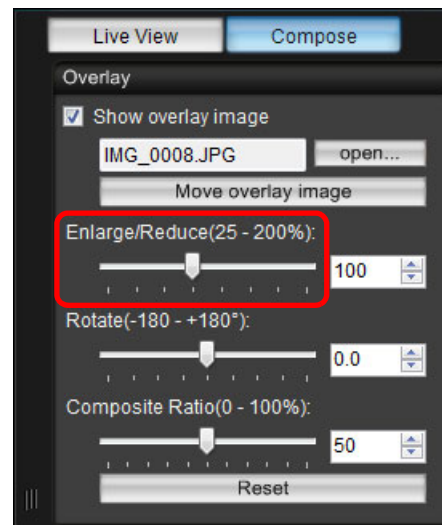 Live View Compose
Overlay
Show overlay image
IMG_0008.JPG open...
Move overlay image
Enlarge/Reduce(25 - 200%):
100
Rotate(-180 - +180°):
0.0
Composite Ratio(0 - 100%):
50
Reset